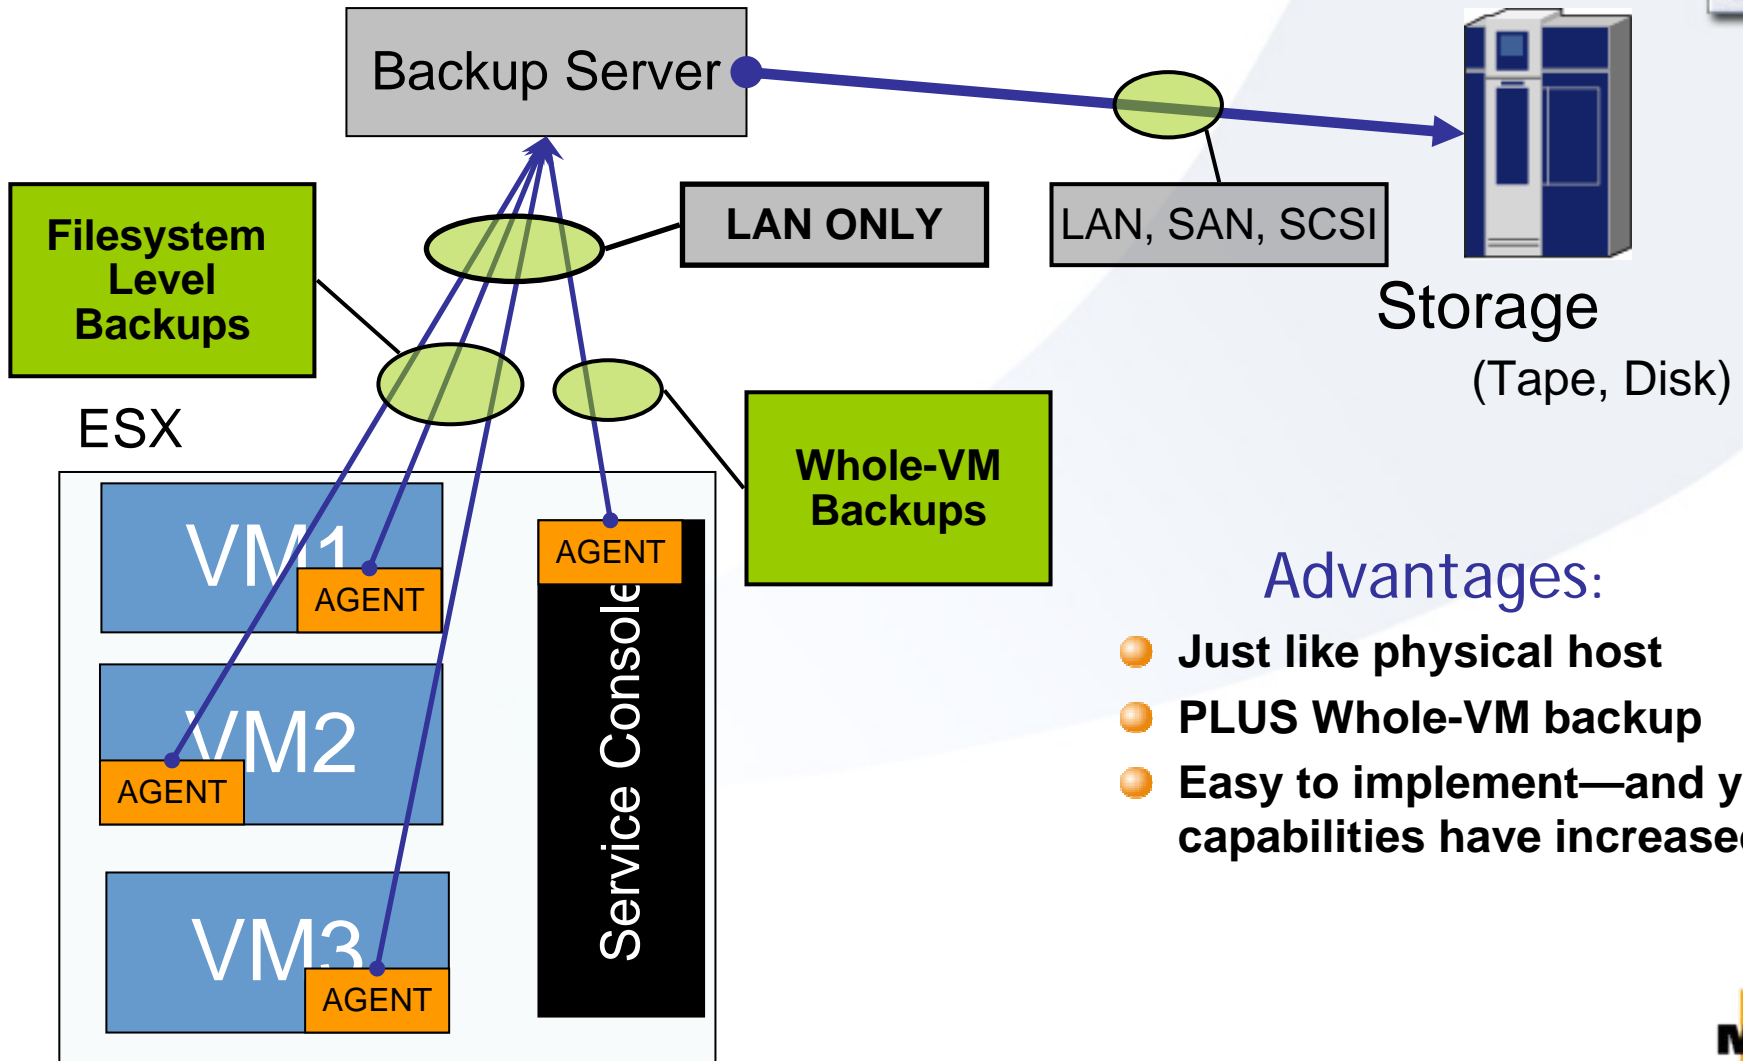 Backup Server
Filesystem
Level
Backups
LAN ONLY
LAN, SAN, SCSI
Storage
(Tape, Disk)
ESX
Whole-VM
Backups
VM1
AGENT
AGENT
VM2
AGENT
Service Console
VM3
AGENT
Advantages:
Just like physical host
PLUS Whole-VM backup
Easy to implement—and
capabilities have